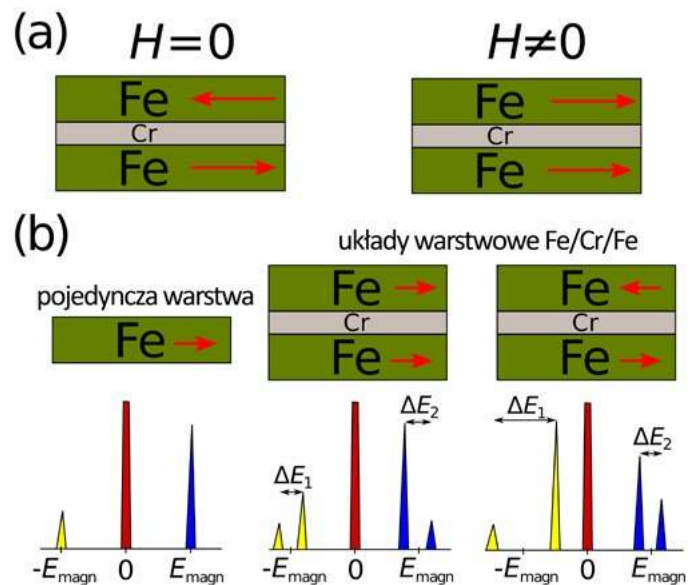 (a)
H=0
H≠0
Fe
Cr
Fe
Fe
Cr
Fe
(b)
układy warstwowe Fe/Cr/Fe
pojedyncza warstwa
Fe
Fe
Cr
Fe
Fe
Cr
Fe
ΔE₁
ΔE₂
ΔE₁
ΔE₂
-Eₘₐgₙ 0 Eₘₐgₙ
-Eₘₐgₙ 0 Eₘₐgₙ
-Eₘₐgₙ 0 Eₘₐgₙ